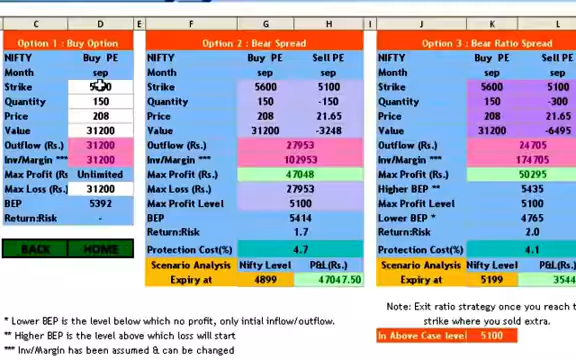 C D E F G H I J K L
Option 1 : Buy Option Option 2 : Bear Spread Option 3 : Bear Ratio Spread
NIFTY Buy PE NIFTY Buy PE Sell PE NIFTY Buy PE Sell PE
Month sep Month sep sep Month sep sep
Strike Strike 5600 5100 Strike 5600 5100
Quantity 150 Quantity 150 -150 Quantity 150 -300
Price 208 Price 208 21.65 Price 208 21.65
Value 31200 Value 31200 -3248 Value 31200 -6495
Outflow (Rs.) 31200 Outflow (Rs.) 27953 Outflow (Rs.) 24705
Inv/Margin *** 31200 Inv/Margin *** 102953 Inv/Margin *** 174705
Max Profit (Rs Unlimited Max Profit (Rs.) 47048 Max Profit (Rs.) 50295
Max Loss (Rs.) 31200 Max Loss (Rs.) 27953 Higher BEP ** 5435
BEP 5392 Max Profit Level 5100 Max Profit Level 5100
Return:Risk - BEP 5414 Lower BEP * 4765
Return:Risk 1.7 Return:Risk 2.0
BACK HOME Protection Cost(%) 4.7 Protection Cost(%) 4.1
Scenario Analysis Nifty Level P&L(Rs.) Scenario Analysis Nifty Level P&L(Rs.
Expiry at 4899 47047.50 Expiry at 5199 3544
Note: Exit ratio strategy once you reach t
* Lower BEP is the level below which no profit, only intial inflow/outflow. strike where you sold extra.
** Higher BEP is the level above which loss will start In Above Case level 5100
*** Inv/Margin has been assumed & can be changed